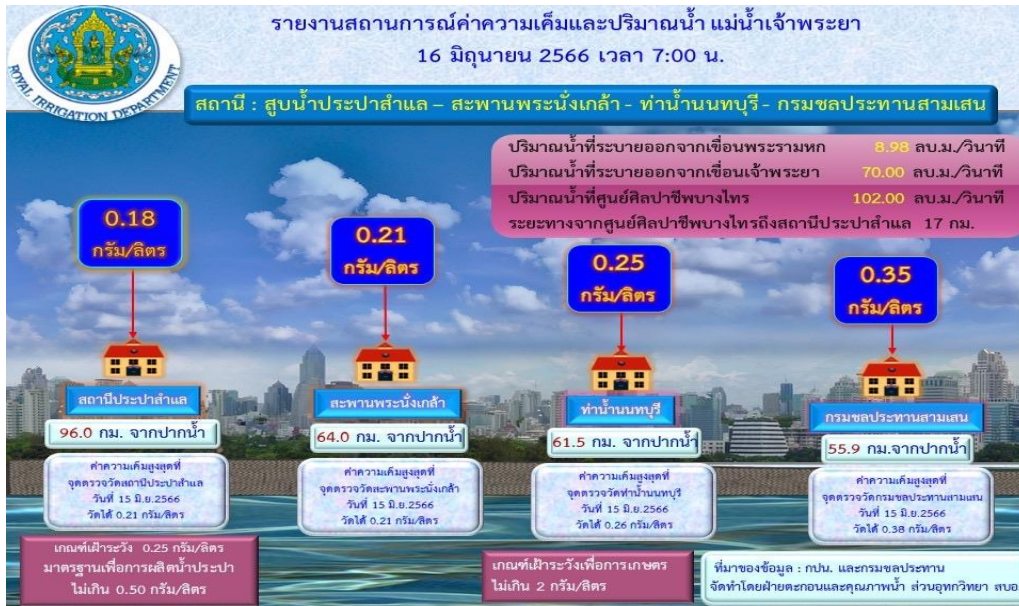 รายงานสถานการณ์ค่าความเค็มและปริมาณน้ำ แม่น้ำเจ้าพระยา
16 มิถุนายน 2566 เวลา 7:00 น.
ROYAL IRRIGATION DEPARTMENT
สถานี : สูบน้ำประปาสำแล – สะพานพระนั่งเกล้า - ท่าน้ำนนทบุรี - กรมชลประทานสามเสน
ปริมาณน้ำที่ระบายออกจากเขื่อนพระรามหก 8.98 ลบ.ม./วินาที
ปริมาณน้ำที่ระบายออกจากเขื่อนเจ้าพระยา 70.00 ลบ.ม./วินาที
ปริมาณน้ำที่ศูนย์ศิลปาชีพบางไทร 102.00 ลบ.ม./วินาที
ระยะทางจากศูนย์ศิลปาชีพบางไทรถึงสถานีประปาสำแล 17 กม.
0.18
กรัม/ลิตร
สถานีประปาสำแล
96.0 กม. จากปากน้ำ
ค่าความเค็มสูงสุดที่
จุดตรวจวัดสถานีประปาสำแล
วันที่ 15 มิ.ย.2566
วัดได้ 0.21 กรัม/ลิตร
0.21
กรัม/ลิตร
สะพานพระนั่งเกล้า
64.0 กม. จากปากน้ำ
ค่าความเค็มสูงสุดที่
จุดตรวจวัดสะพานพระนั่งเกล้า
วันที่ 15 มิ.ย.2566
วัดได้ 0.21 กรัม/ลิตร
0.25
กรัม/ลิตร
ท่าน้ำนนทบุรี
61.5 กม. จากปากน้ำ
ค่าความเค็มสูงสุดที่
จุดตรวจวัดท่าน้ำนนทบุรี
วันที่ 15 มิ.ย.2566
วัดได้ 0.26 กรัม/ลิตร
0.35
กรัม/ลิตร
กรมชลประทานสามเสน
55.9 กม.จากปากน้ำ
ค่าความเค็มสูงสุดที่
จุดตรวจวัดกรมชลประทานสามเสน
วันที่ 15 มิ.ย.2566
วัดได้ 0.38 กรัม/ลิตร
เกณฑ์เฝ้าระวัง 0.25 กรัม/ลิตร
มาตรฐานเพื่อการผลิตน้ำประปา
ไม่เกิน 0.50 กรัม/ลิตร
เกณฑ์เฝ้าระวังเพื่อการเกษตร
ไม่เกิน 2 กรัม/ลิตร
ที่มาของข้อมูล : กปน. และกรมชลประทาน
จัดทำโดยฝ่ายตะกอนและคุณภาพน้ำ ส่วนอุทกวิทยา สบอ